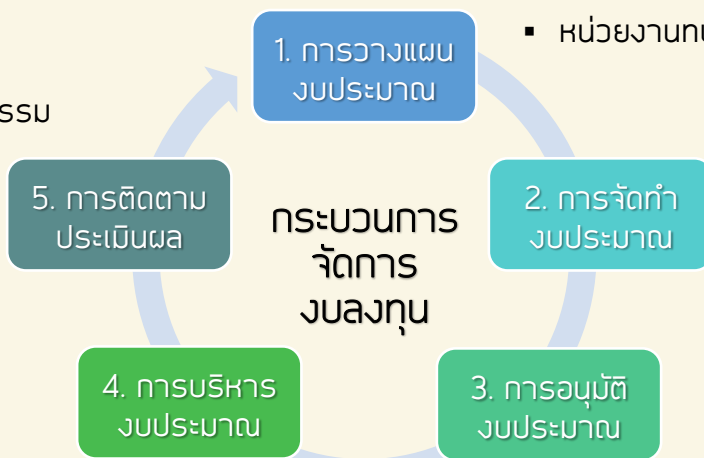 ▪ หน่วยงาน
1. การวางแผน
งบประมาณ
5. การติดตาม
ประเมินผล
กระบวนการ
จัดการ
งบลงทุน
2. การจัดทำ
งบประมาณ
4. การบริหาร
งบประมาณ
3. การอนุมัติ
งบประมาณ